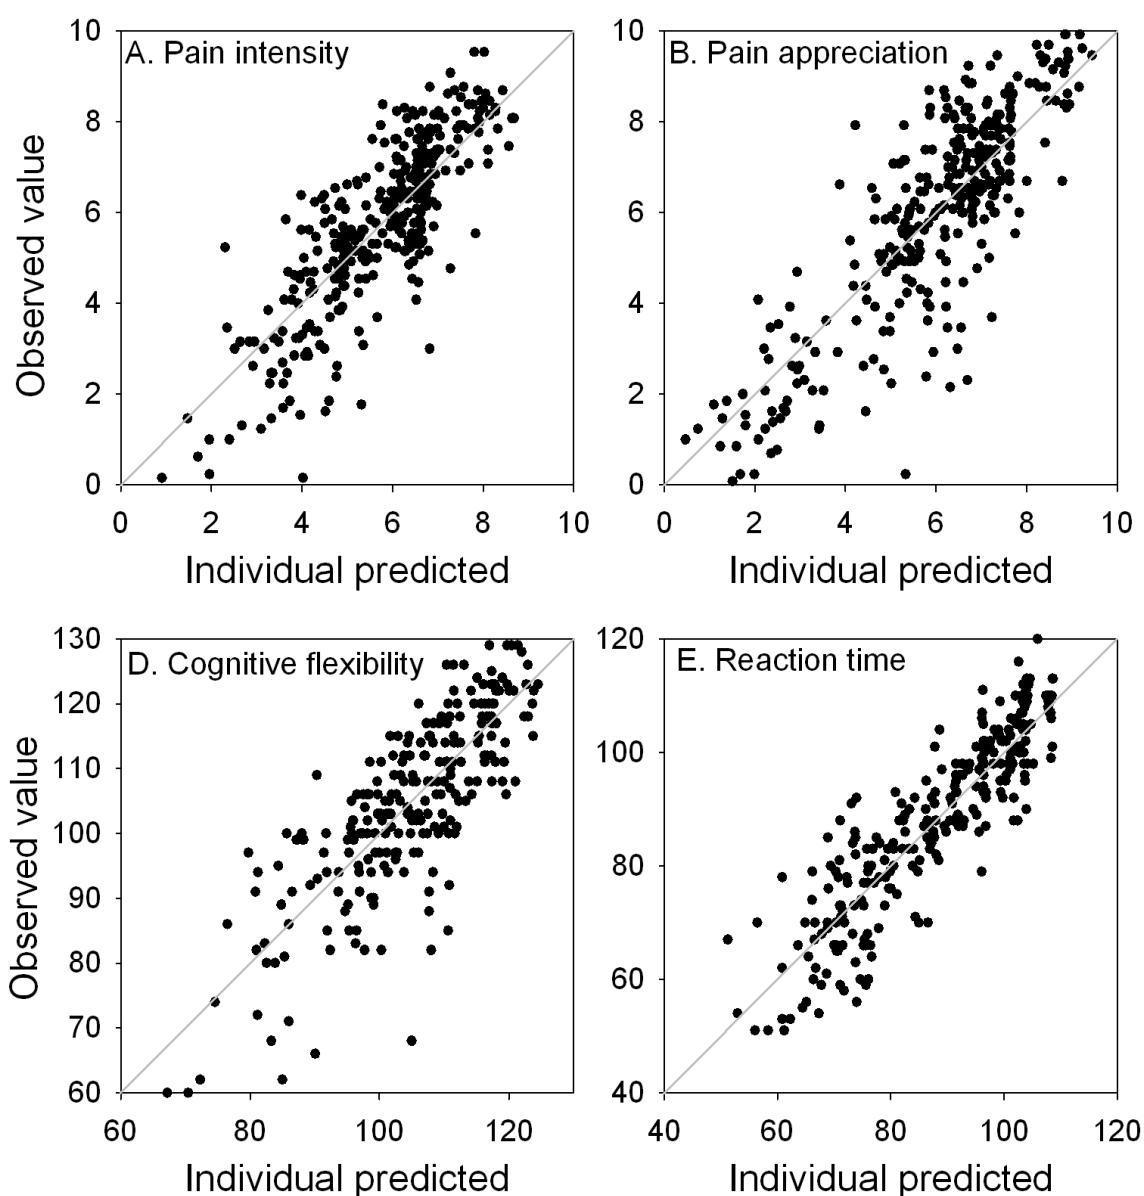 A. Pain intensity
10
8
6
4
2
0
Observed value
0 2 4 6 8 10
Individual predicted
B. Pain appreciation
10
8
6
4
2
0
0 2 4 6 8 10
Individual predicted
D. Cognitive flexibility
130
120
110
100
90
80
70
60
Observed value
60 80 100 120
Individual predicted
E. Reaction time
120
100
80
60
40
40 60 80 100 120
Individual predicted